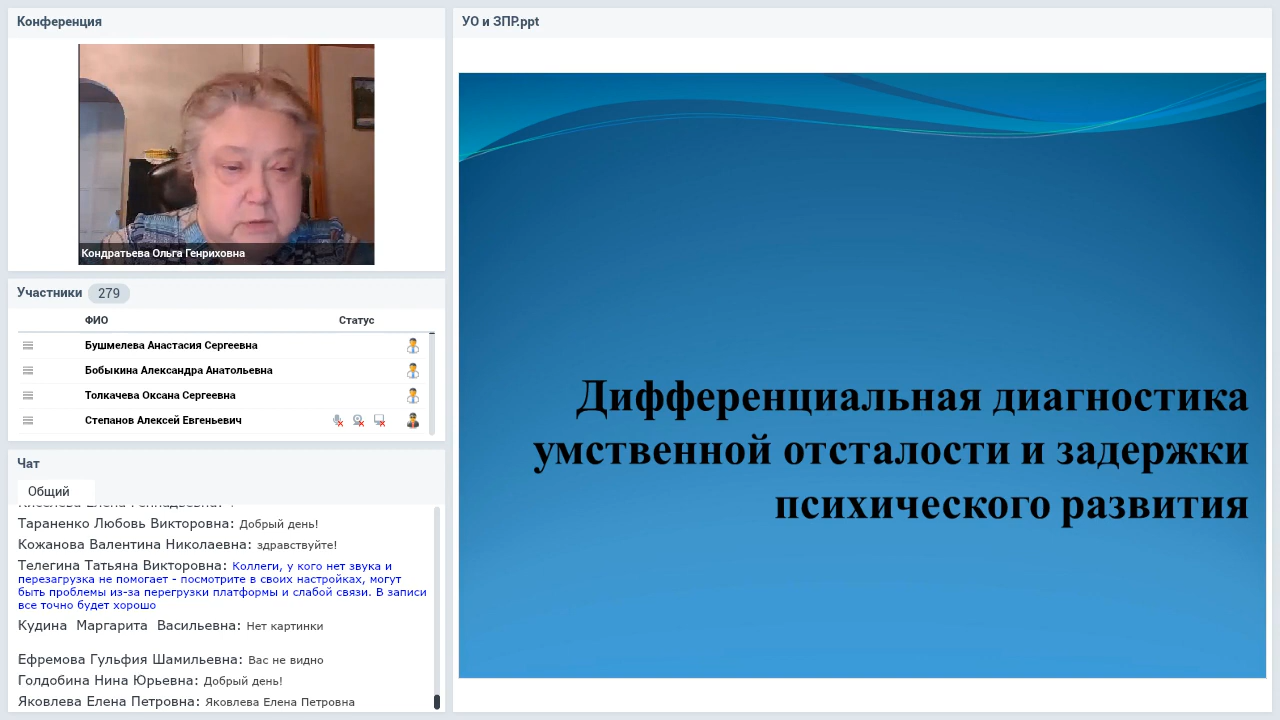 Конференция
Кондратьева Ольга Генриховна
Участники 279
ФИО Статус
Бушмелева Анастасия Сергеевна
Бобыкина Александра Анатольевна
Толкачева Оксана Сергеевна
Степанов Алексей Евгеньевич
Чат
Общий
Тараненко Любовь Викторовна: Добрый день!
Кожанова Валентина Николаевна: здравствуйте!
Телегина Татьяна Викторовна: Коллеги, у кого нет звука и
перезагрузка не помогает - посмотрите в своих настройках, могут
быть проблемы из-за перегрузки платформы и слабой связи. В записи
все точно будет хорошо
Кудина Маргарита Васильевна: Нет картинки
Ефремова Гульфия Шамильевна: Вас не видно
Голдобина Нина Юрьевна: Добрый день!
Яковлева Елена Петровна: Яковлева Елена Петровна
УО и ЗПР.ppt
Дифференциальная диагностика
умственной отсталости и задержки
психического развития